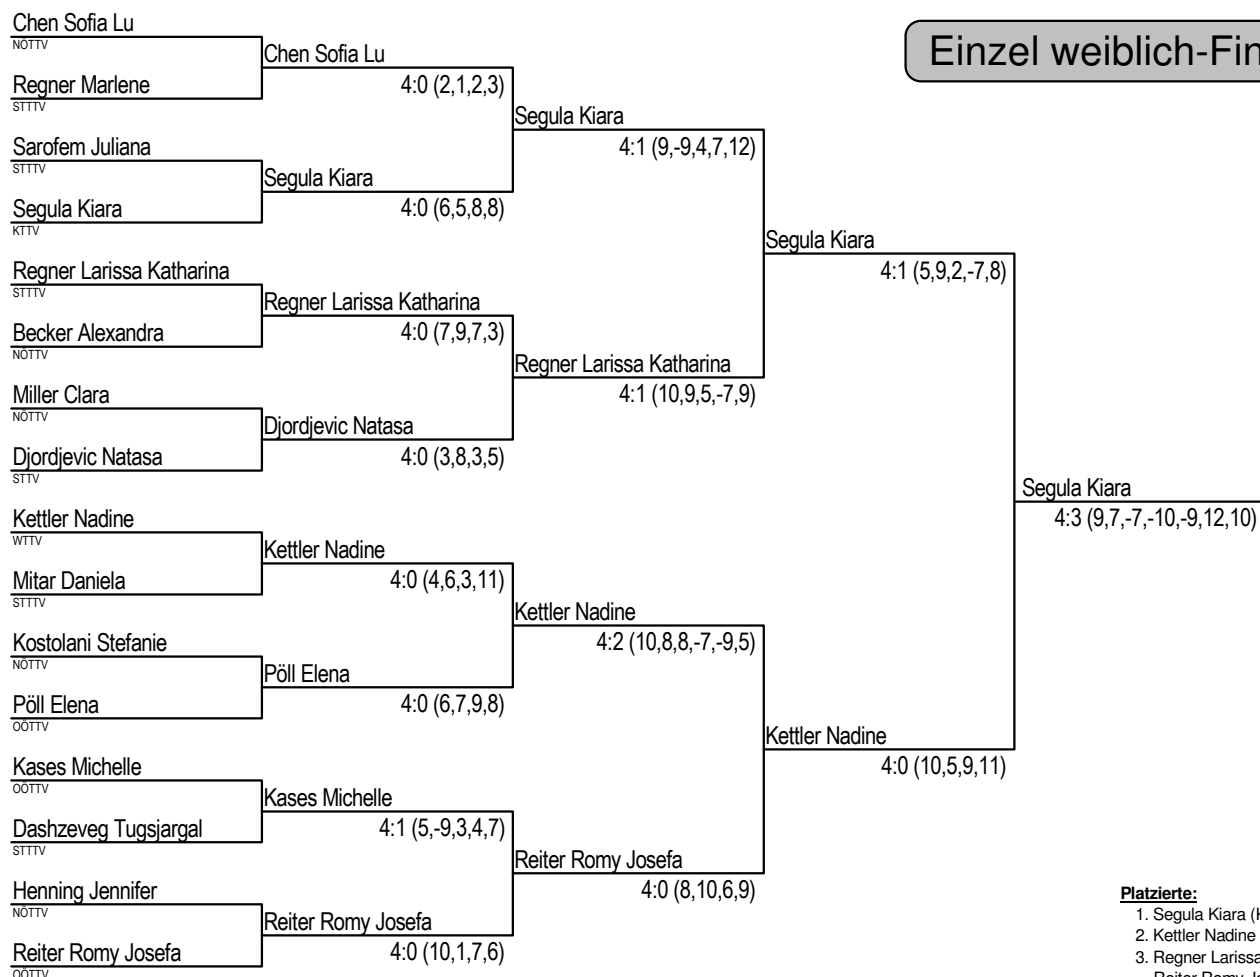 Einzel weiblich-Fin
Chen Sofia Lu
NÖTTV
Regner Marlene
STTTV
Sarofem Juliana
STTTV
Segula Kiara
KTTV
Regner Larissa Katharina
STTTV
Becker Alexandra
NÖTTV
Miller Clara
NÖTTV
Djordjevic Natasa
STTV
Kettler Nadine
WTTV
Mitar Daniela
STTTV
Kostolani Stefanie
NÖTTV
Pöll Elena
OÖTTV
Kases Michelle
OÖTTV
Dashzeveg Tugsjargal
STTTV
Henning Jennifer
NÖTTV
Reiter Romy Josefa
OÖTTV
Chen Sofia Lu
4:0 (2,1,2,3)
Segula Kiara
4:0 (6,5,8,8)
Regner Larissa Katharina
4:0 (7,9,7,3)
Djordjevic Natasa
4:0 (3,8,3,5)
Kettler Nadine
4:0 (4,6,3,11)
Pöll Elena
4:0 (6,7,9,8)
Kases Michelle
4:1 (5,-9,3,4,7)
Reiter Romy Josefa
4:0 (10,1,7,6)
Segula Kiara
4:1 (9,-9,4,7,12)
Regner Larissa Katharina
4:1 (10,9,5,-7,9)
Kettler Nadine
4:2 (10,8,8,-7,-9,5)
Reiter Romy Josefa
4:0 (8,10,6,9)
Segula Kiara
4:1 (5,9,2,-7,8)
Kettler Nadine
4:0 (10,5,9,11)
Segula Kiara
4:3 (9,7,-7,-10,-9,12,10)
Platzierte:
1. Segula Kiara (
2. Kettler Nadine
3. Regner Larissa